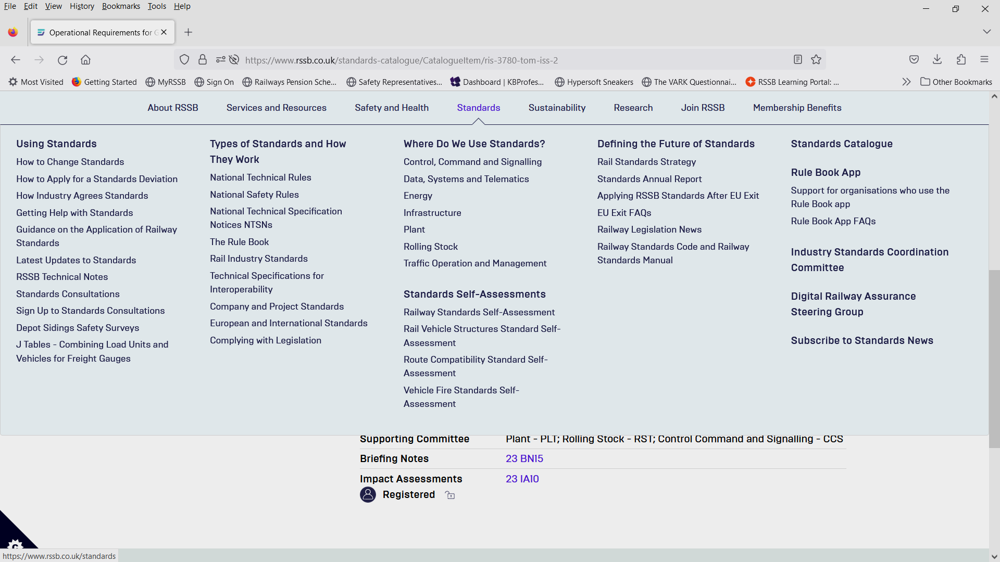 File Edit View History Bookmarks Tools Help
Operational Requirements for
https://www.rssb.co.uk/standards-catalogue/CatalogueItem/ris-3780-tom-iss-2
Most Visited Getting Started MyRSSB Sign On Railways Pension Sche... Safety Representatives... Dashboard | KBProfes... Hypersoft Sneakers The VARK Questionnai... RSSB Learning Portal: ... Other Bookmarks
About RSSB Services and Resources Safety and Health Standards Sustainability Research Join RSSB Membership Benefits
Using Standards
How to Change Standards
How to Apply for a Standards Deviation
How Industry Agrees Standards
Getting Help with Standards
Guidance on the Application of Railway
Standards
Latest Updates to Standards
RSSB Technical Notes
Standards Consultations
Sign Up to Standards Consultations
Depot Sidings Safety Surveys
J Tables - Combining Load Units and
Vehicles for Freight Gauges
Types of Standards and How
They Work
National Technical Rules
National Safety Rules
National Technical Specification
Notices NTSNs
The Rule Book
Rail Industry Standards
Technical Specifications for
Interoperability
Company and Project Standards
European and International Standards
Complying with Legislation
Where Do We Use Standards?
Control, Command and Signalling
Data, Systems and Telematics
Energy
Infrastructure
Plant
Rolling Stock
Traffic Operation and Management
Standards Self-Assessments
Railway Standards Self-Assessment
Rail Vehicle Structures Standard Self-
Assessment
Route Compatibility Standard Self-
Assessment
Vehicle Fire Standards Self-
Assessment
Defining the Future of Standards
Rail Standards Strategy
Standards Annual Report
Applying RSSB Standards After EU Exit
EU Exit FAQs
Railway Legislation News
Railway Standards Code and Railway
Standards Manual
Standards Catalogue
Rule Book App
Support for organisations who use the
Rule Book app
Rule Book App FAQs
Industry Standards Coordination
Committee
Digital Railway Assurance
Steering Group
Subscribe to Standards News
Supporting Committee Plant - PLT; Rolling Stock - RST; Control Command and Signalling - CCS
Briefing Notes 23 BN15
Impact Assessments 23 IA10
Registered
https://www.rssb.co.uk/standards